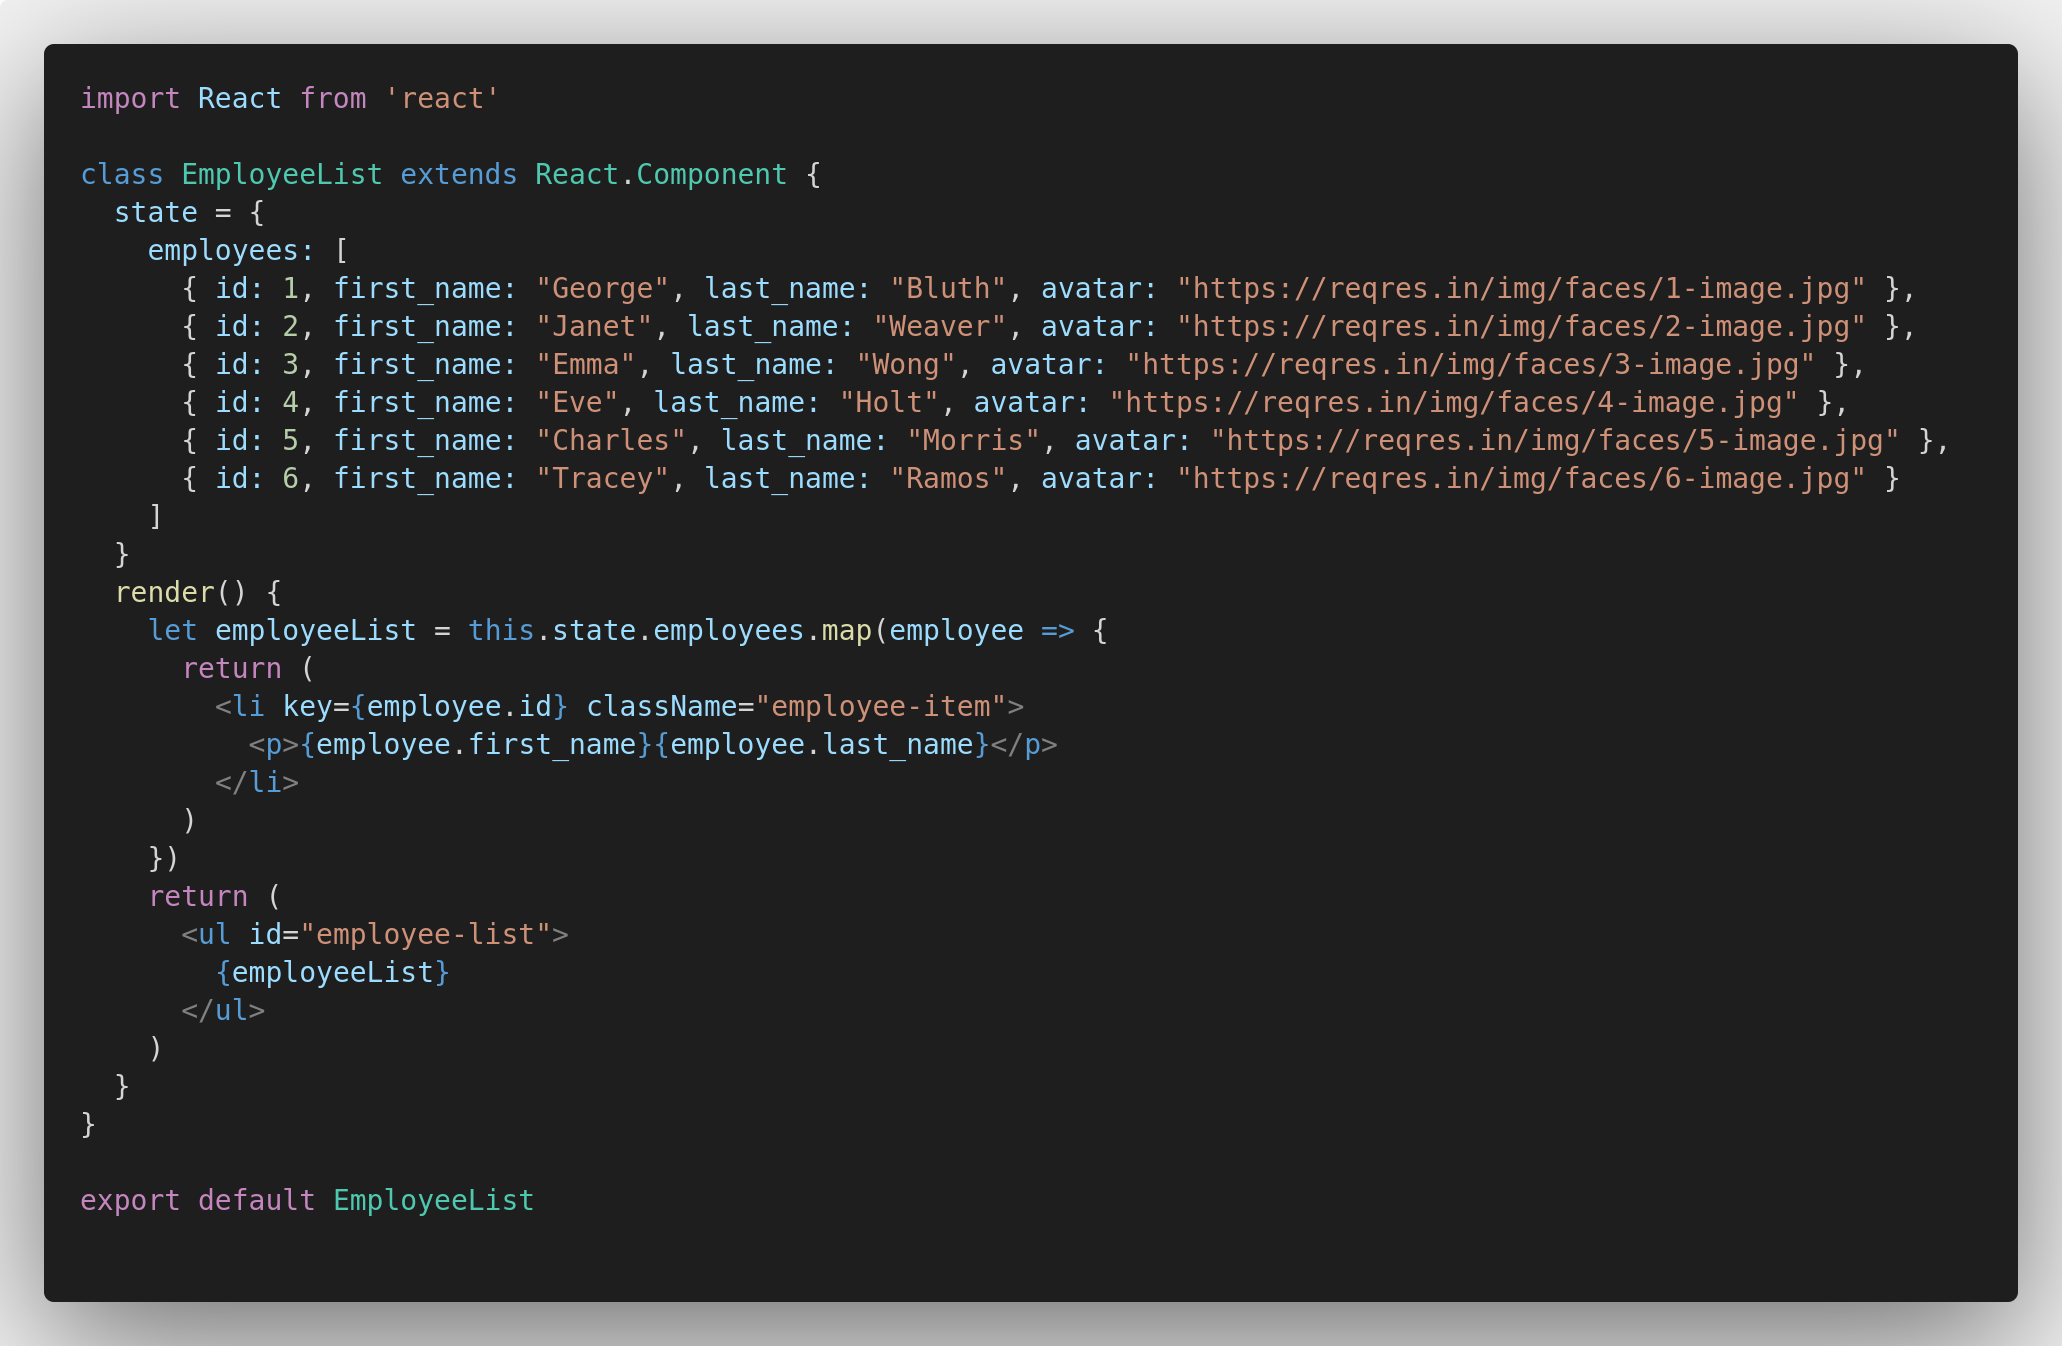 import React from 'react'

class EmployeeList extends React.Component {
  state = {
    employees: [
      { id: 1, first_name: "George", last_name: "Bluth", avatar: "https://reqres.in/img/faces/1-image.jpg" },
      { id: 2, first_name: "Janet", last_name: "Weaver", avatar: "https://reqres.in/img/faces/2-image.jpg" },
      { id: 3, first_name: "Emma", last_name: "Wong", avatar: "https://reqres.in/img/faces/3-image.jpg" },
      { id: 4, first_name: "Eve", last_name: "Holt", avatar: "https://reqres.in/img/faces/4-image.jpg" },
      { id: 5, first_name: "Charles", last_name: "Morris", avatar: "https://reqres.in/img/faces/5-image.jpg" },
      { id: 6, first_name: "Tracey", last_name: "Ramos", avatar: "https://reqres.in/img/faces/6-image.jpg" }
    ]
  }
  render() {
    let employeeList = this.state.employees.map(employee => {
      return (
        <li key={employee.id} className="employee-item">
          <p>{employee.first_name}{employee.last_name}</p>
        </li>
      )
    })
    return (
      <ul id="employee-list">
        {employeeList}
      </ul>
    )
  }
}

export default EmployeeList